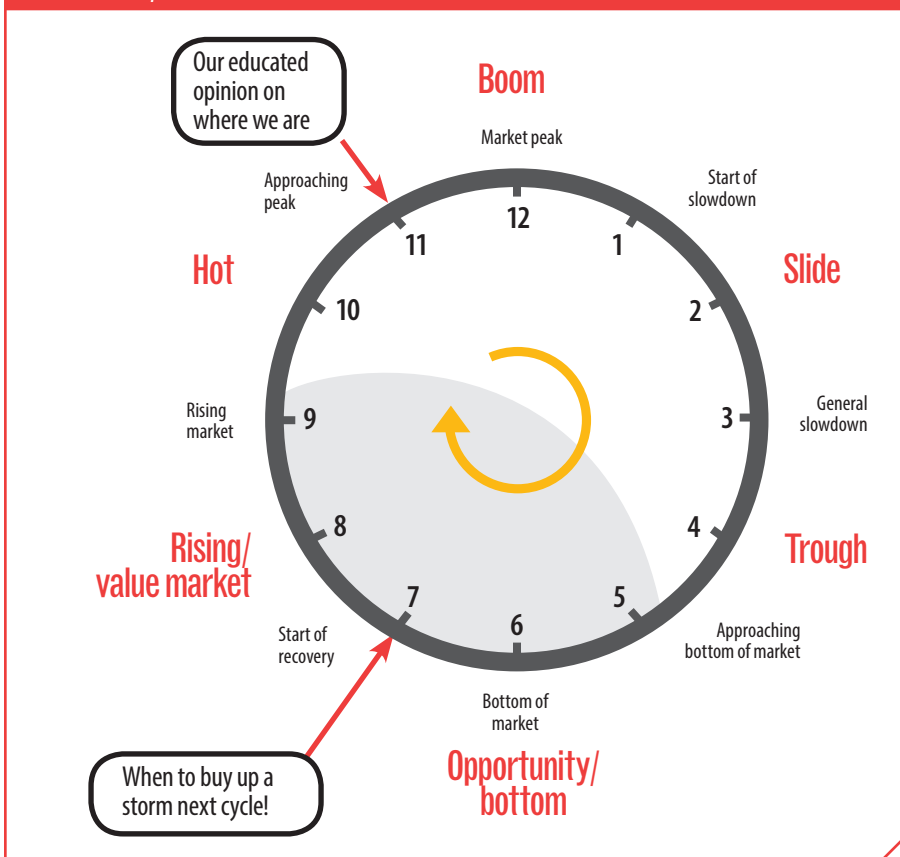 Our educated
opinion on
where we are
Boom
Market peak
Approaching
peak
Start of
slowdown
12
11
1
Hot
Slide
10
2
Rising
market
9
3
General
slowdown
8
4
Rising/
value market
Trough
7
5
6
Start of
recovery
Approaching
bottom of market
Bottom of
market
Opportunity/
bottom
When to buy up a
storm next cycle!